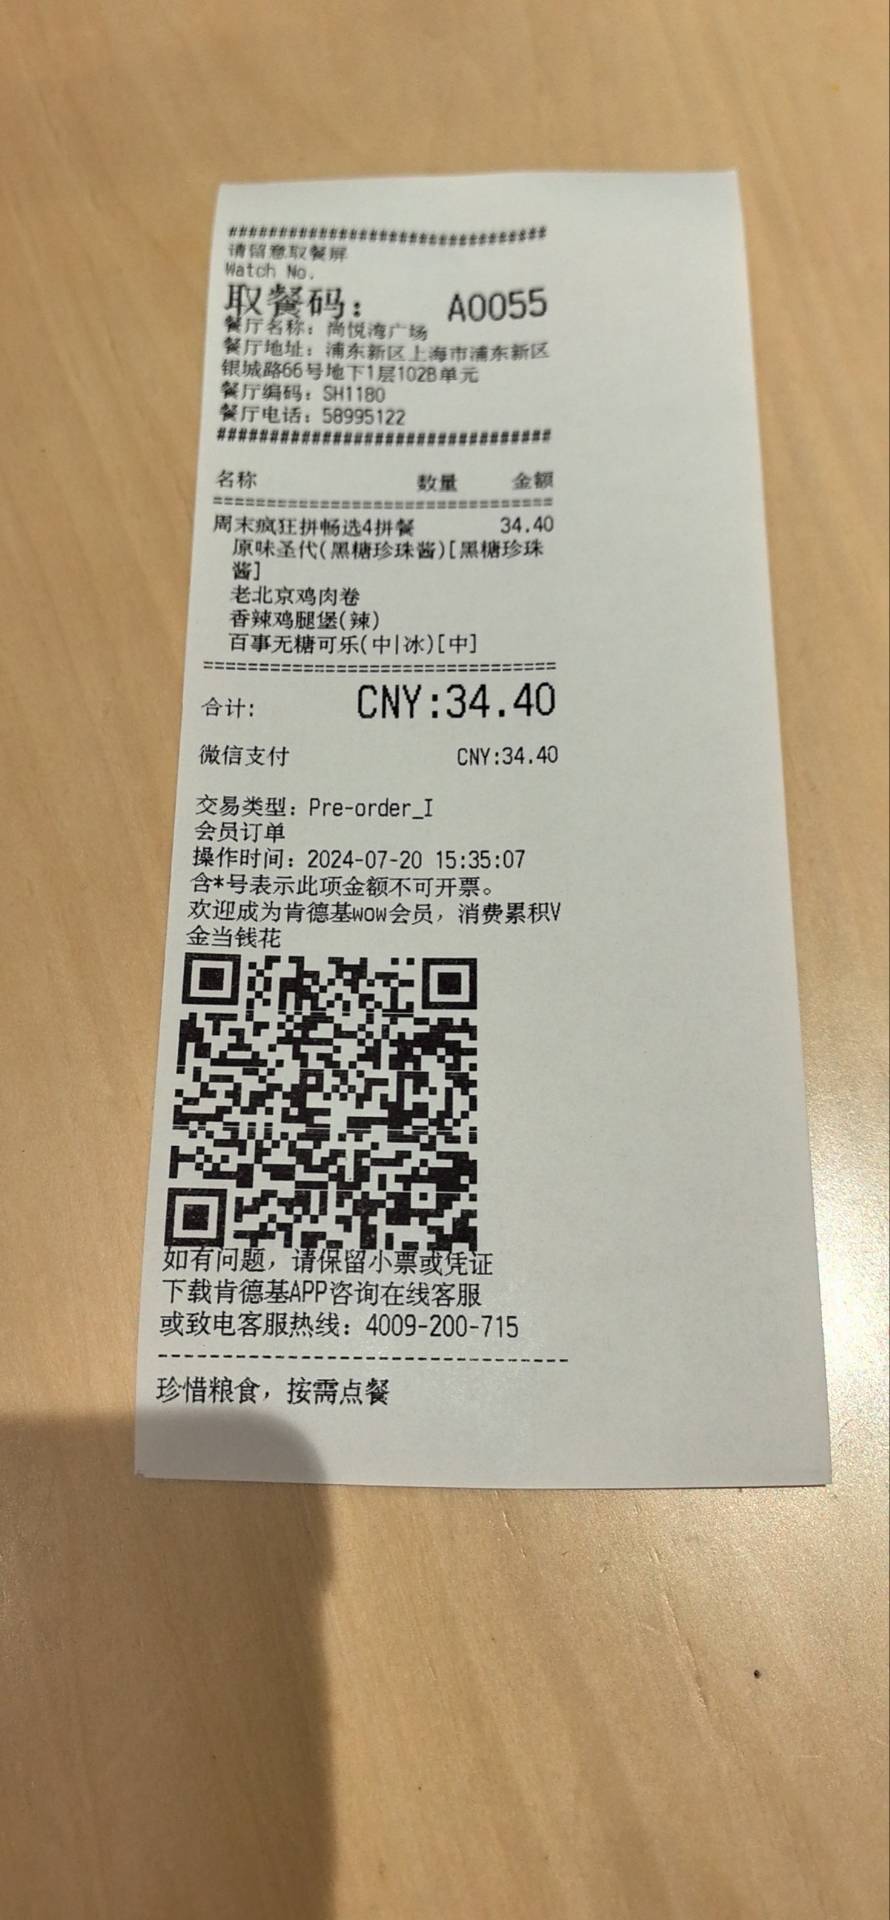 #################################
请留意取餐屏
Watch No.
取餐码： A0055
餐厅名称：尚悦湾广场
餐厅地址：浦东新区上海市浦东新区
银城路66号地下1层102B单元
餐厅编码：SH1180
餐厅电话：58995122
#################################
名称 数量 金额
================================
周末疯狂拼畅选4拼餐 34.40
原味圣代(黑糖珍珠酱)[黑糖珍珠
酱]
老北京鸡肉卷
香辣鸡腿堡(辣)
百事无糖可乐(中|冰)[中]
================================
合计: CNY:34.40
微信支付 CNY:34.40
交易类型：Pre-order_I
会员订单
操作时间：2024-07-20 15:35:07
含*号表示此项金额不可开票。
欢迎成为肯德基wow会员，消费累积V
金当钱花
如有问题，请保留小票或凭证
下载肯德基APP咨询在线客服
或致电客服热线：4009-200-715
--------------------------------
珍惜粮食，按需点餐